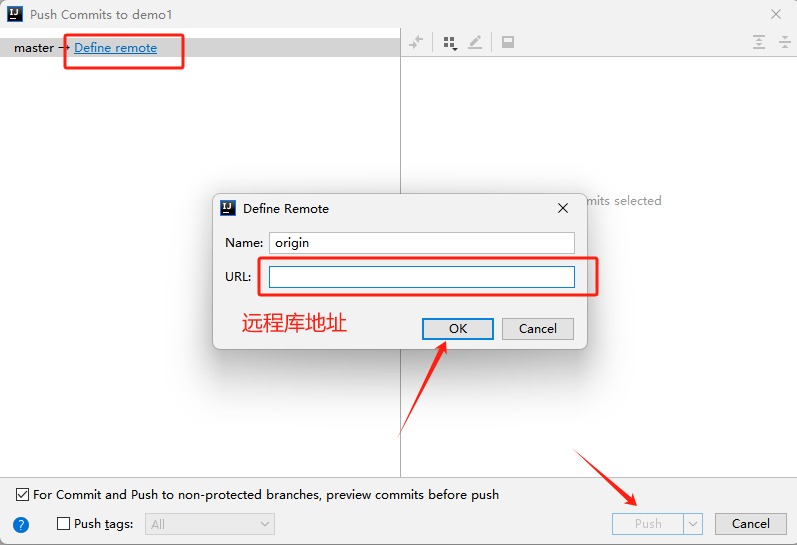 Push Commits to demo1
master → Define remote
mits selected
Define Remote
Name: origin
URL:
远程库地址
OK Cancel
For Commit and Push to non-protected branches, preview commits before push
? Push tags: All Push Cancel